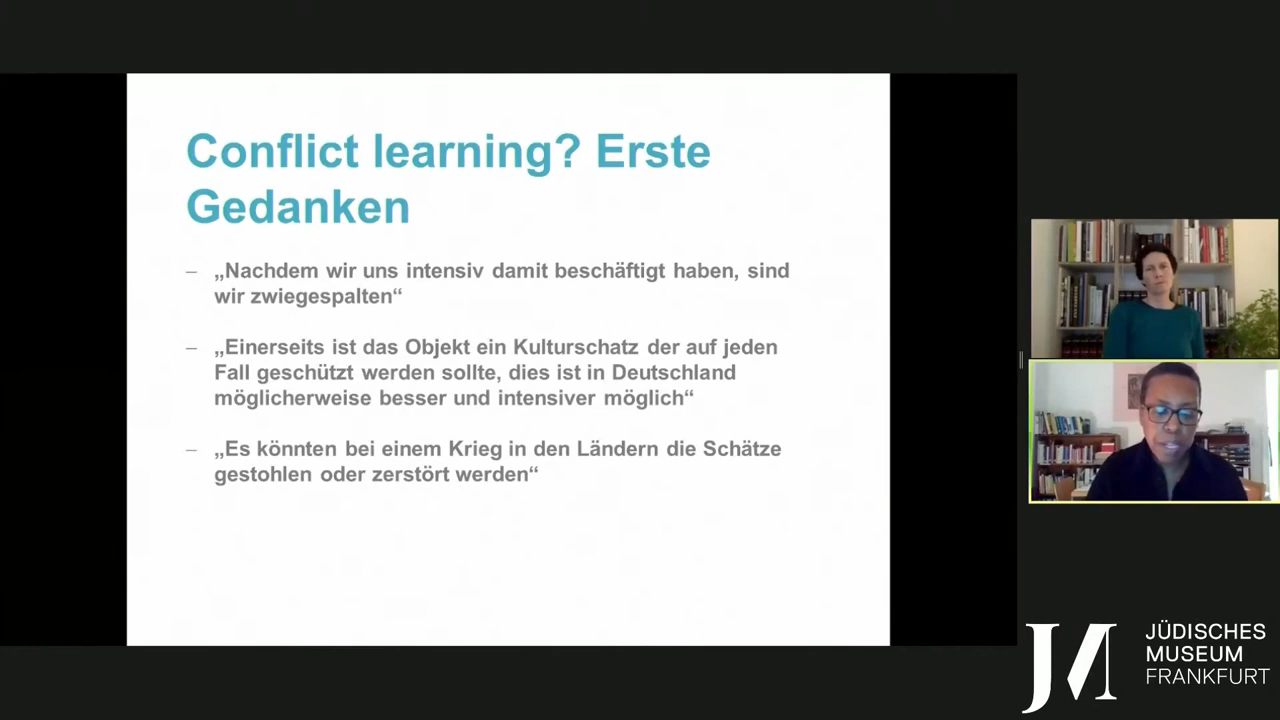 Conflict learning? Erste
Gedanken
– „Nachdem wir uns intensiv damit beschäftigt haben, sind
wir zwiegespalten“
– „Einerseits ist das Objekt ein Kulturschatz der auf jeden
Fall geschützt werden sollte, dies ist in Deutschland
möglicherweise besser und intensiver möglich“
– „Es könnten bei einem Krieg in den Ländern die Schätze
gestohlen oder zerstört werden“
JM
JÜDISCHES
MUSEUM
FRANKFURT